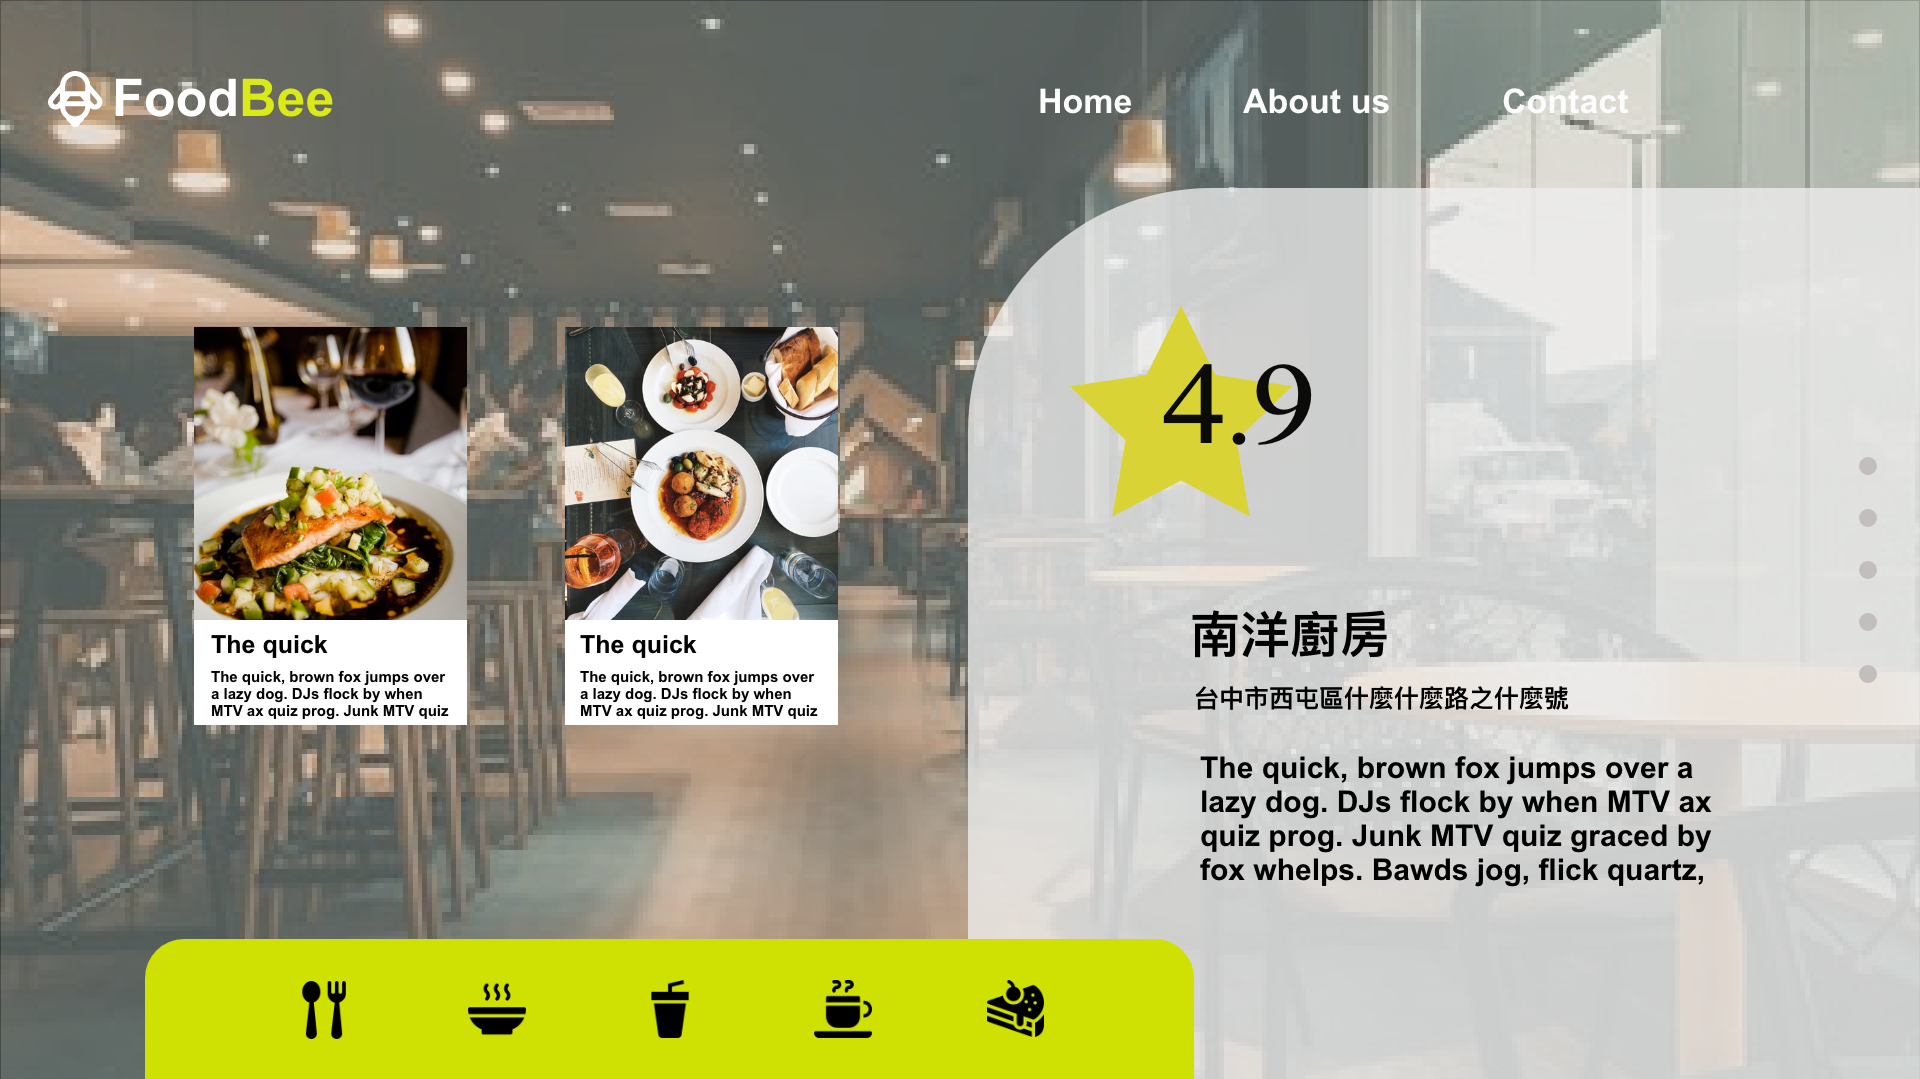 FoodBee
Home
About us
Contact
4.9
The quick
The quick, brown fox jumps over
a lazy dog. DJs flock by when
MTV ax quiz prog. Junk MTV quiz
The quick
The quick, brown fox jumps over
a lazy dog. DJs flock by when
MTV ax quiz prog. Junk MTV quiz
南洋廚房
台中市西屯區什麼什麼路之什麼號
The quick, brown fox jumps over a
lazy dog. DJs flock by when MTV ax
quiz prog. Junk MTV quiz graced by
fox whelps. Bawds jog, flick quartz,